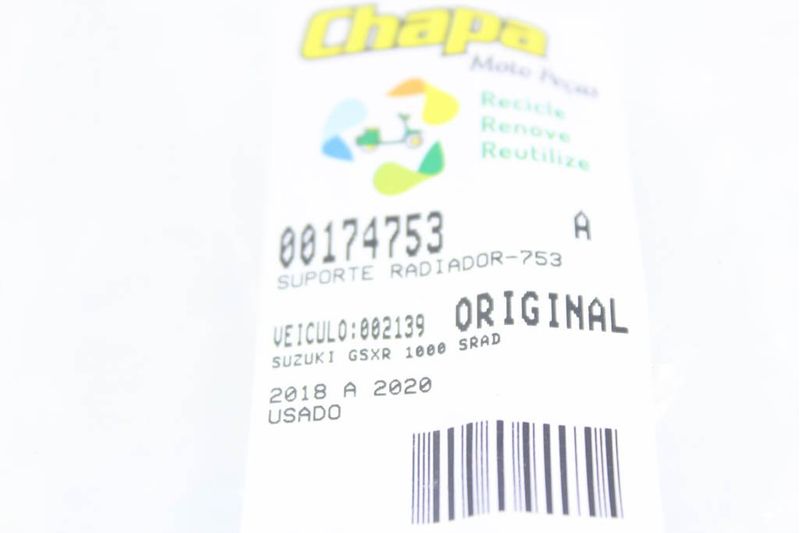 Chapa
Moto Peças
Recicle
Renove
Reutilize
00174753 A
SUPORTE RADIADOR-753
VEICULO:002139 ORIGINAL
SUZUKI GSXR 1000 SRAD
2018 A 2020
USADO